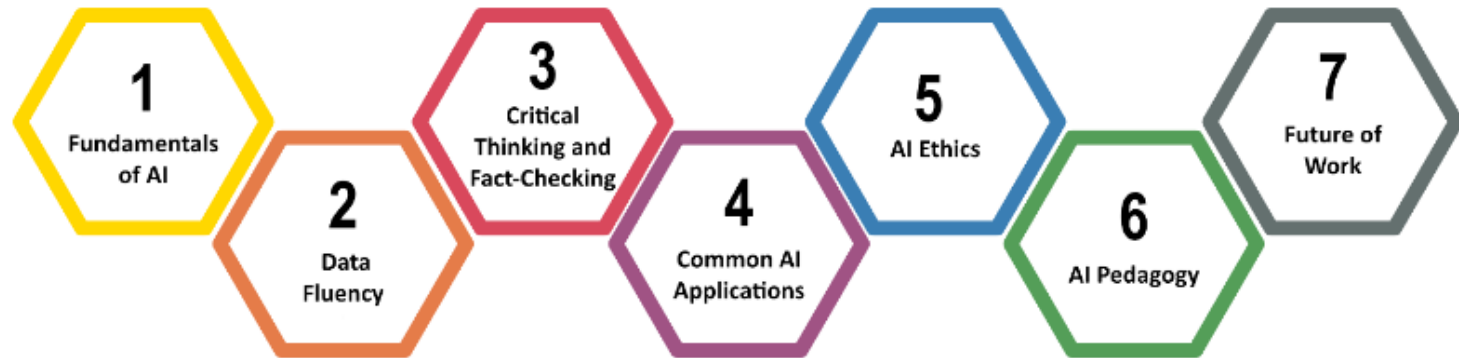 1
Fundamentals
of AI
2
Data
Fluency
3
Critical
Thinking and
Fact-Checking
4
Common AI
Applications
5
AI Ethics
6
AI Pedagogy
7
Future of
Work